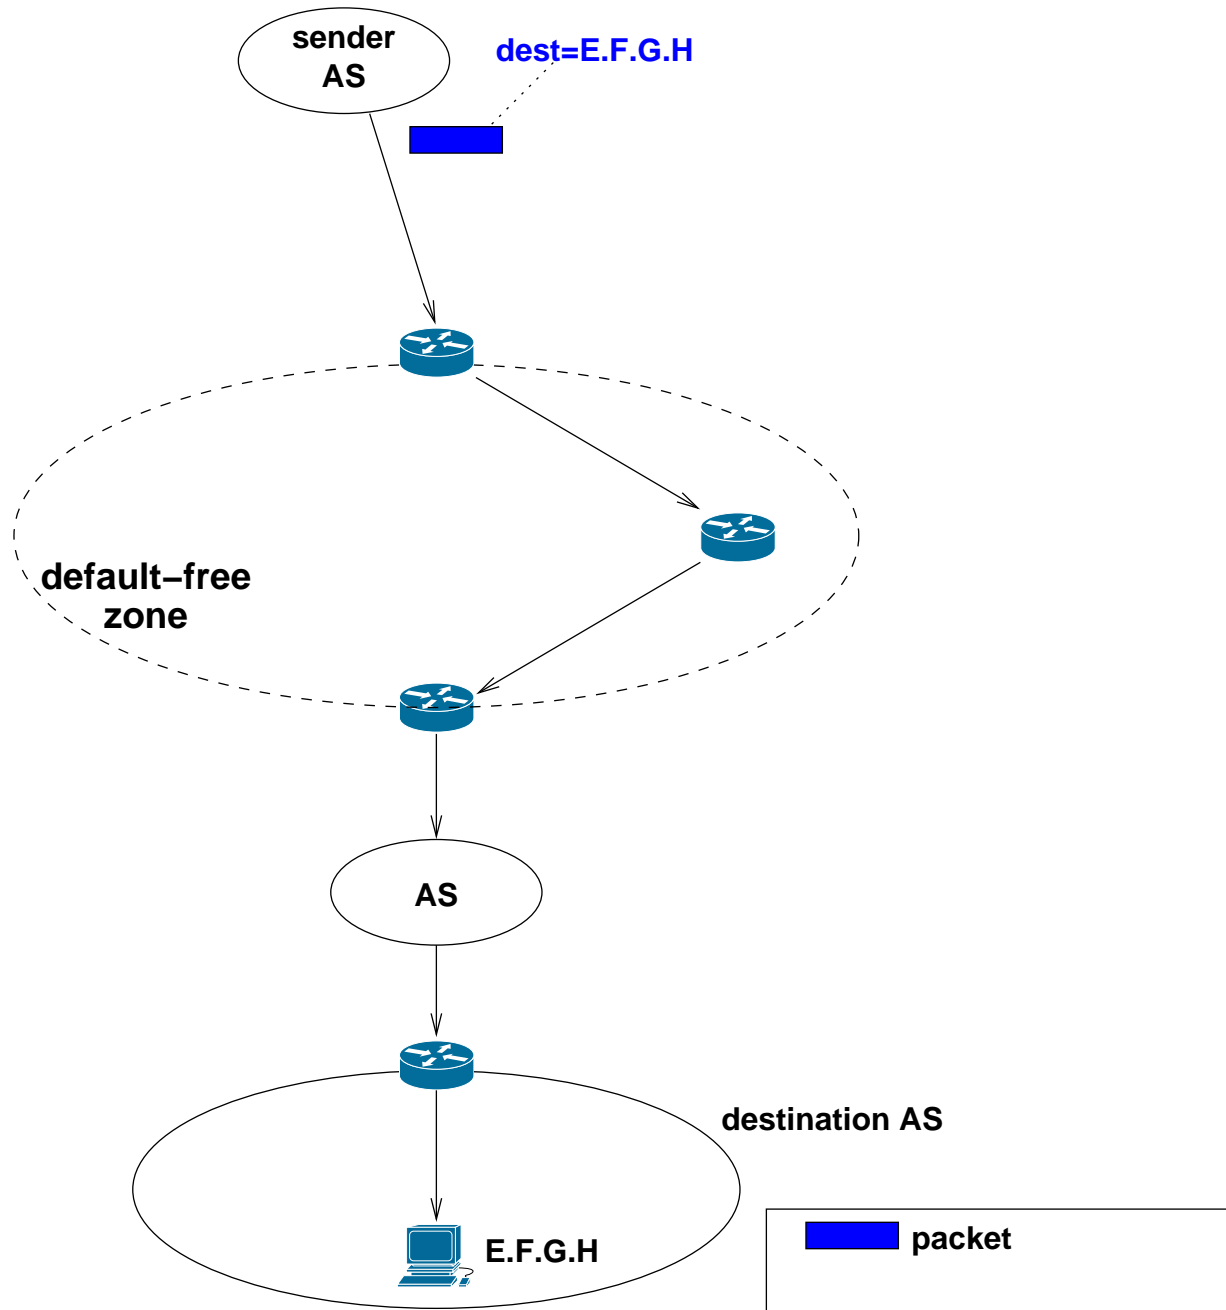 sender
AS
dest=E.F.G.H
default−free
zone
AS
destination AS
E.F.G.H
packet